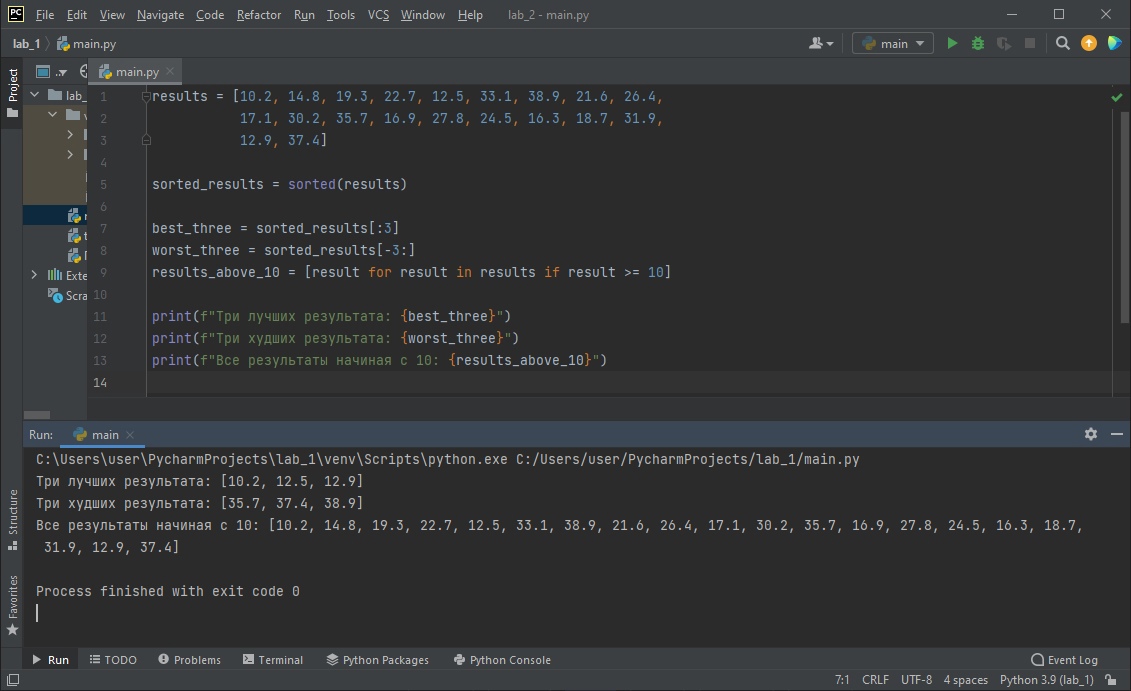 PC File Edit View Navigate Code Refactor Run Tools VCS Window Help lab_2 - main.py
lab_1 main.py main
Project
main.py
lab_
Exte
Scra
1 results = [10.2, 14.8, 19.3, 22.7, 12.5, 33.1, 38.9, 21.6, 26.4,
2 17.1, 30.2, 35.7, 16.9, 27.8, 24.5, 16.3, 18.7, 31.9,
3 12.9, 37.4]
4
5 sorted_results = sorted(results)
6
7 best_three = sorted_results[:3]
8 worst_three = sorted_results[-3:]
9 results_above_10 = [result for result in results if result >= 10]
10
11 print(f"Три лучших результата: {best_three}")
12 print(f"Три худших результата: {worst_three}")
13 print(f"Все результаты начиная с 10: {results_above_10}")
14
Run: main
C:\Users\user\PycharmProjects\lab_1\venv\Scripts\python.exe C:/Users/user/PycharmProjects/lab_1/main.py
Три лучших результата: [10.2, 12.5, 12.9]
Три худших результата: [35.7, 37.4, 38.9]
Все результаты начиная с 10: [10.2, 14.8, 19.3, 22.7, 12.5, 33.1, 38.9, 21.6, 26.4, 17.1, 30.2, 35.7, 16.9, 27.8, 24.5, 16.3, 18.7,
31.9, 12.9, 37.4]
Process finished with exit code 0
Structure
Favorites
Run TODO Problems Terminal Python Packages Python Console Event Log
7:1 CRLF UTF-8 4 spaces Python 3.9 (lab_1)